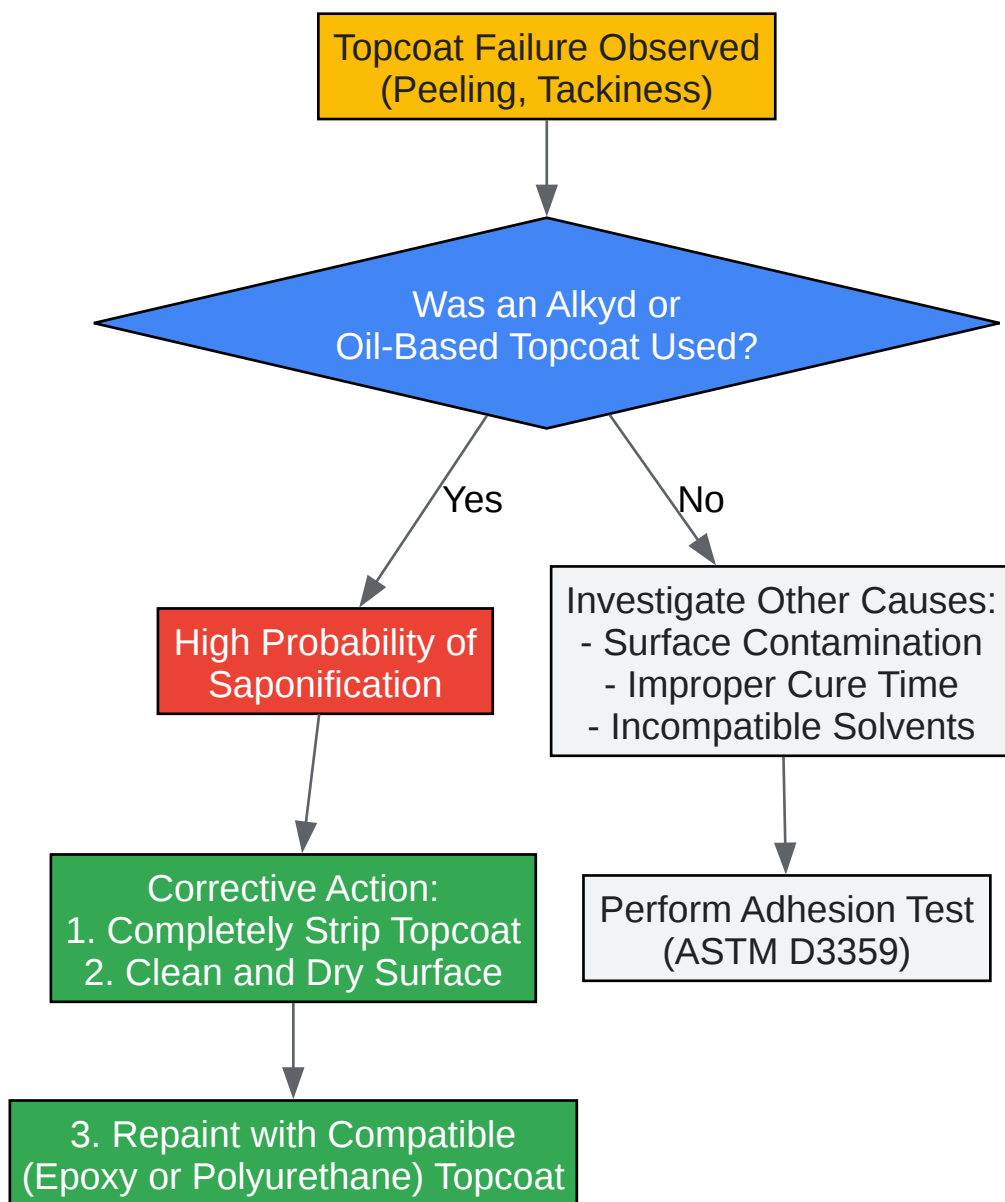 Topcoat Failure Observed
(Peeling, Tackiness)
Was an Alkyd or
Oil-Based Topcoat Used?
Yes
No
High Probability of
Saponification
Investigate Other Causes:
- Surface Contamination
- Improper Cure Time
- Incompatible Solvents
Corrective Action:
1. Completely Strip Topcoat
2. Clean and Dry Surface
Perform Adhesion Test
(ASTM D3359)
3. Repaint with Compatible
(Epoxy or Polyurethane) Topcoat